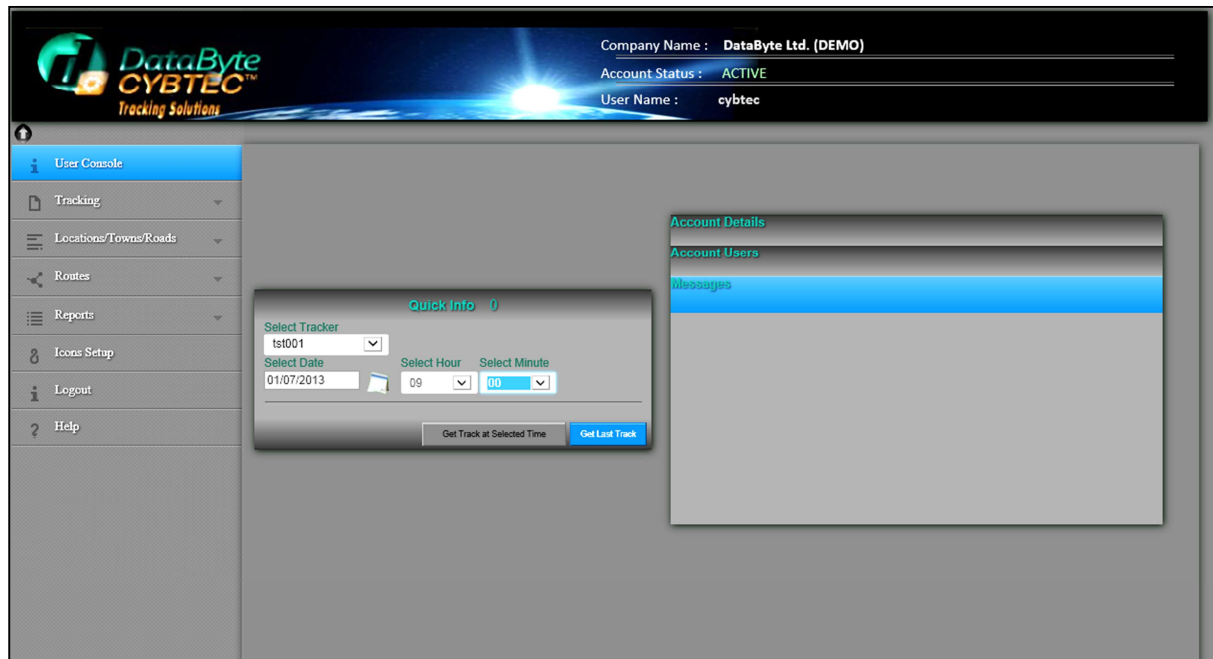 DataByte
CYBTEC™
Tracking Solutions
Company Name : DataByte Ltd. (DEMO)
Account Status : ACTIVE
User Name : cybtec
User Console
Tracking
Locations/Towns/Roads
Routes
Reports
Icons Setup
Logout
Help
Quick Info 0
Select Tracker
tst001
Select Date Select Hour Select Minute
01/07/2013 09 00
Get Track at Selected Time Get Last Track
Account Details
Account Users
Messages